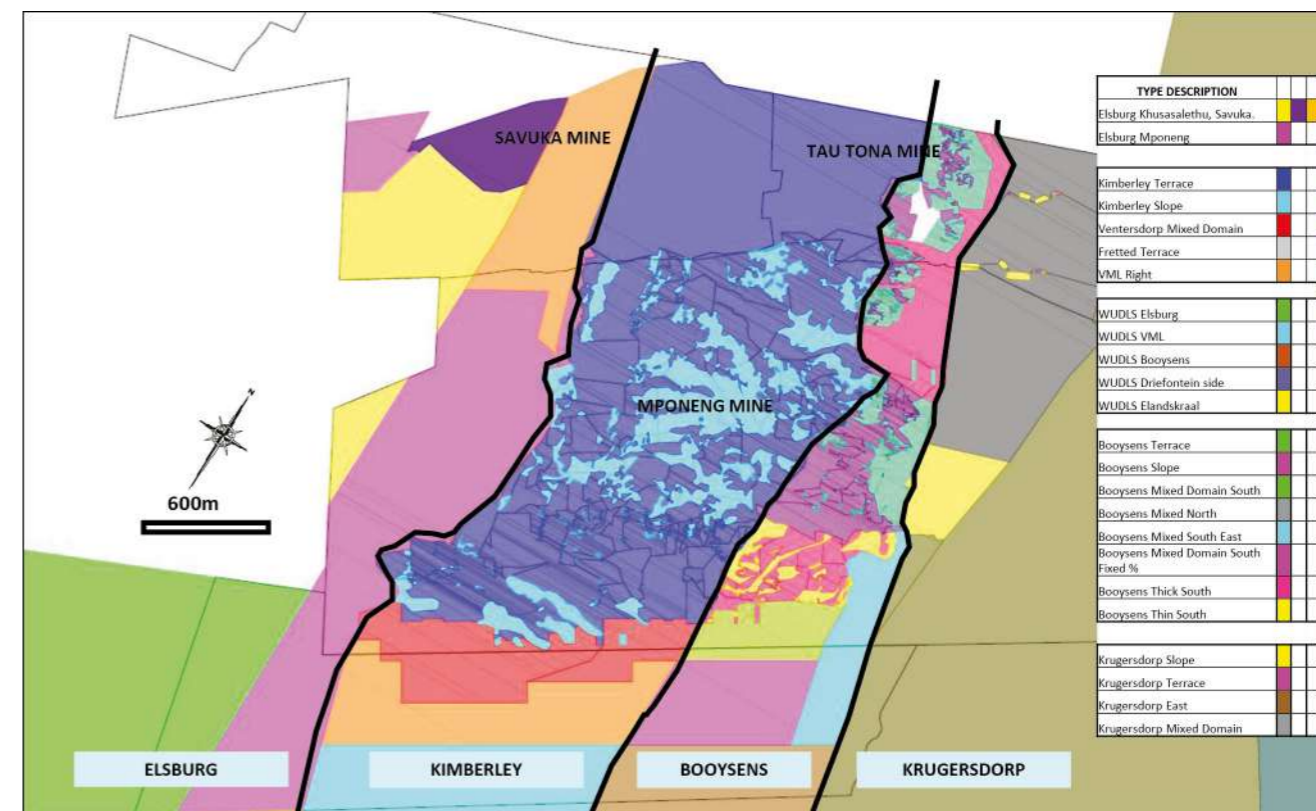 TYPE DESCRIPTION
Elsburg Khusasalethu, Savuka.
Elsburg Mponeng
Kimberley Terrace
Kimberley Slope
Ventersdorp Mixed Domain
Fretted Terrace
VML Right
WUDLS Elsburg
WUDLS VML
WUDLS Booysens
WUDLS Driefontein side
WUDLS Elandskraal
Booysens Terrace
Booysens Slope
Booysens Mixed Domain South
Booysens Mixed North
Booysens Mixed South East
Booysens Mixed Domain South
Fixed %
Booysens Thick South
Booysens Thin South
Krugersdorp Slope
Krugersdorp Terrace
Krugersdorp East
Krugersdorp Mixed Domain
SAVUKA MINE
TAU TONA MINE
MPONENG MINE
N
600m
ELSBURG
KIMBERLEY
BOOYSENS
KRUGERSDORP